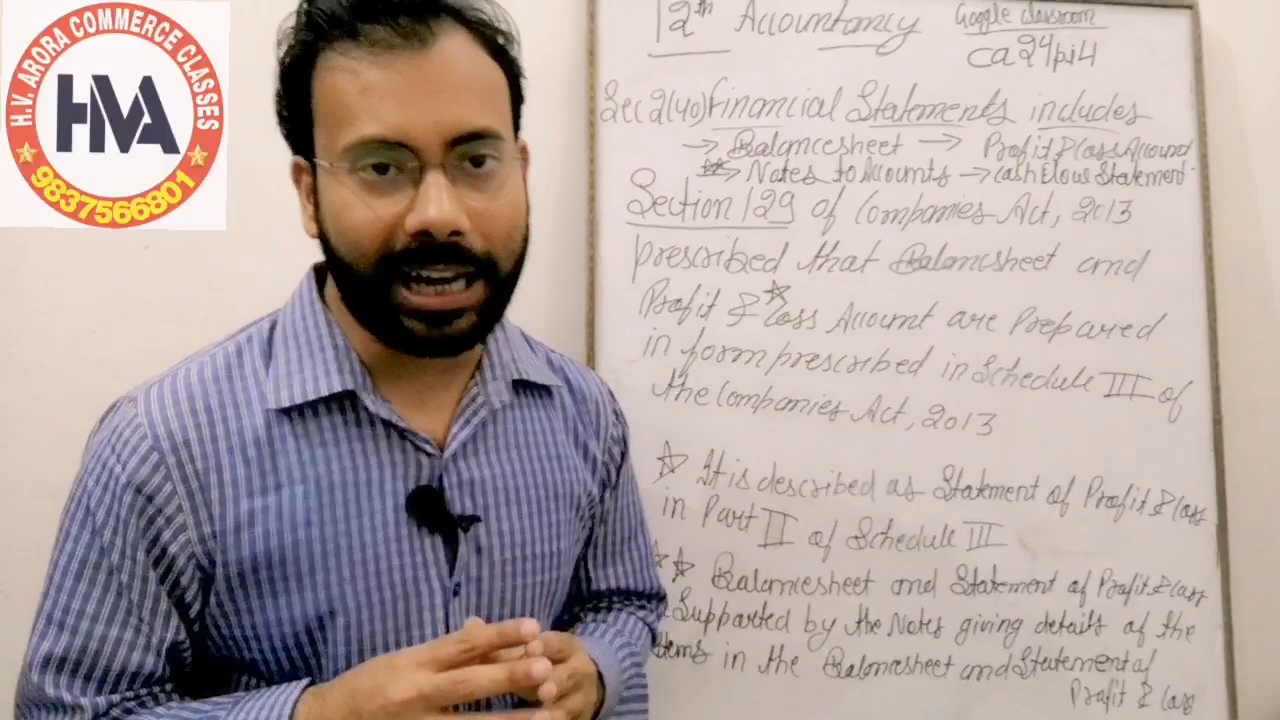 H.V. ARORA COMMERCE CLASSES
HVA
9837566801
12th Accountancy
Google classroom
ca24pi4
Sec 2(40) Financial Statements includes
→ Balancesheet → Profit & Loss Account
** → Notes to Accounts → Cash Flow Statement
Section 129 of Companies Act, 2013
prescribed that Balancesheet and
Profit & Loss Account are Prepared
in form prescribed in Schedule III of
the Companies Act, 2013
☆ It is described as Statement of Profit & Loss
in Part II of Schedule III
☆☆ Balancesheet and Statement of Profit & Loss
Supported by the Notes giving details of the
items in the Balancesheet and Statement of
Profit & Loss